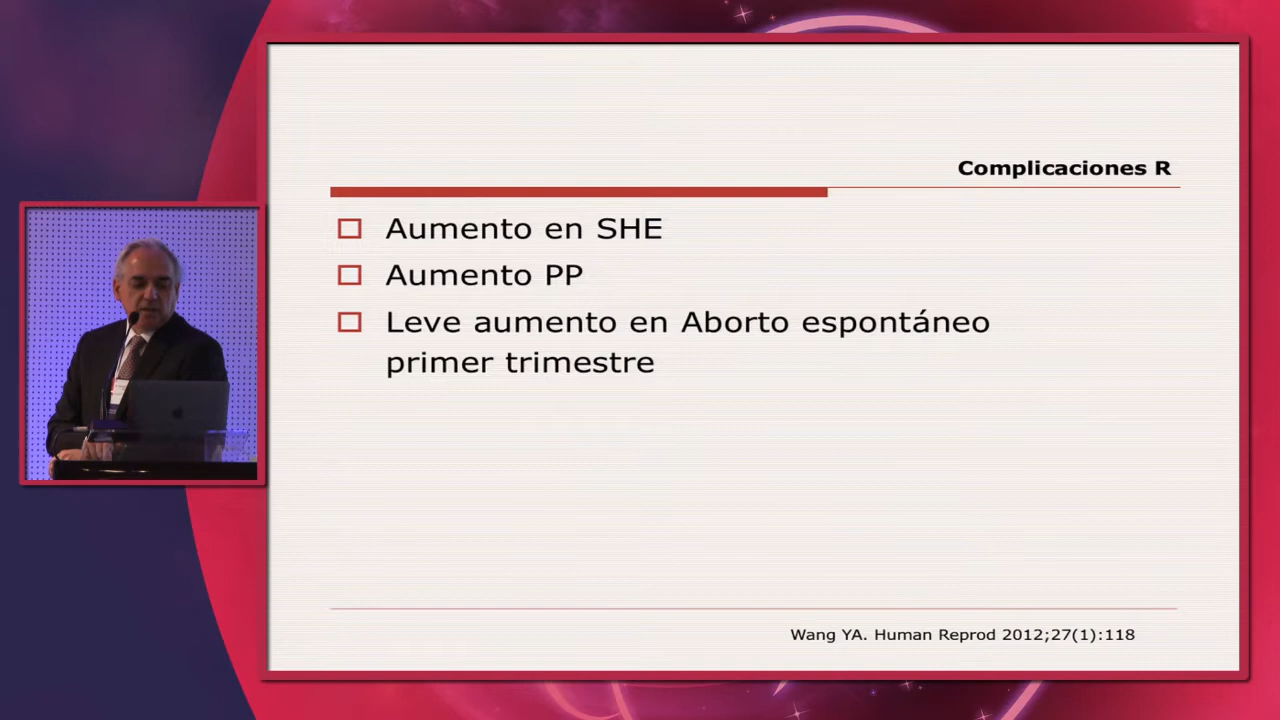 Complicaciones R
Aumento en SHE
Aumento PP
Leve aumento en Aborto espontáneo
primer trimestre
Wang YA. Human Reprod 2012;27(1):118